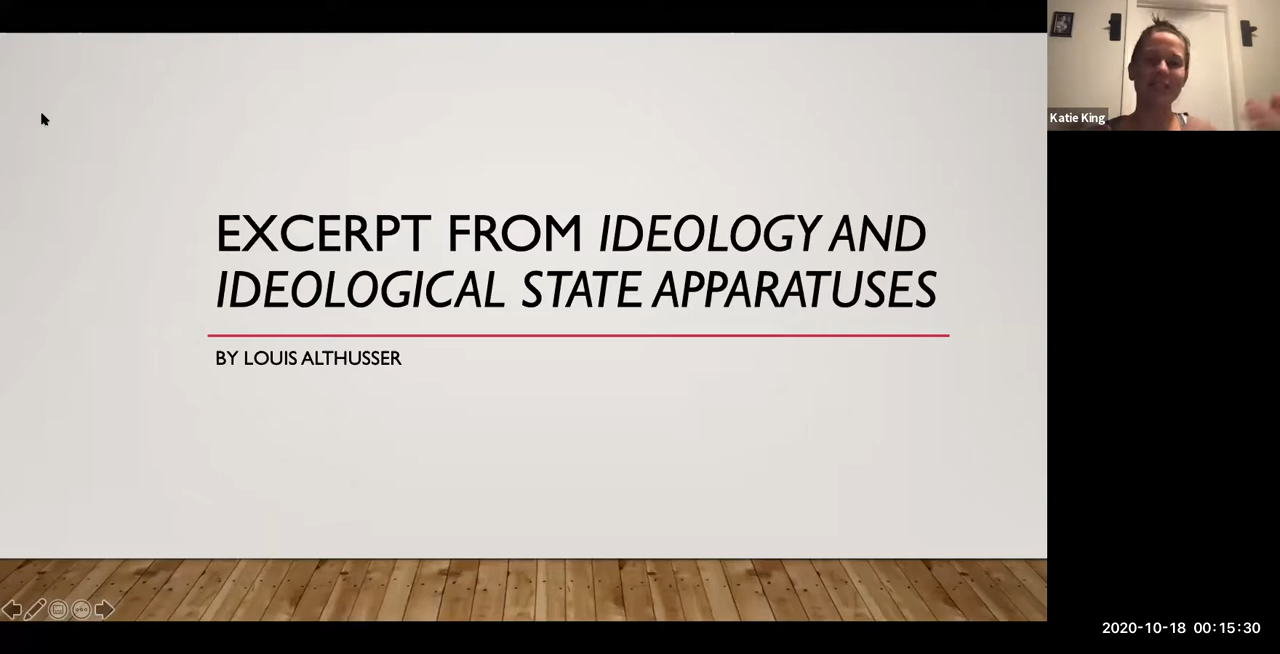 EXCERPT FROM IDEOLOGY AND
IDEOLOGICAL STATE APPARATUSES
BY LOUIS ALTHUSSER
Katie King
2020-10-18 00:15:30